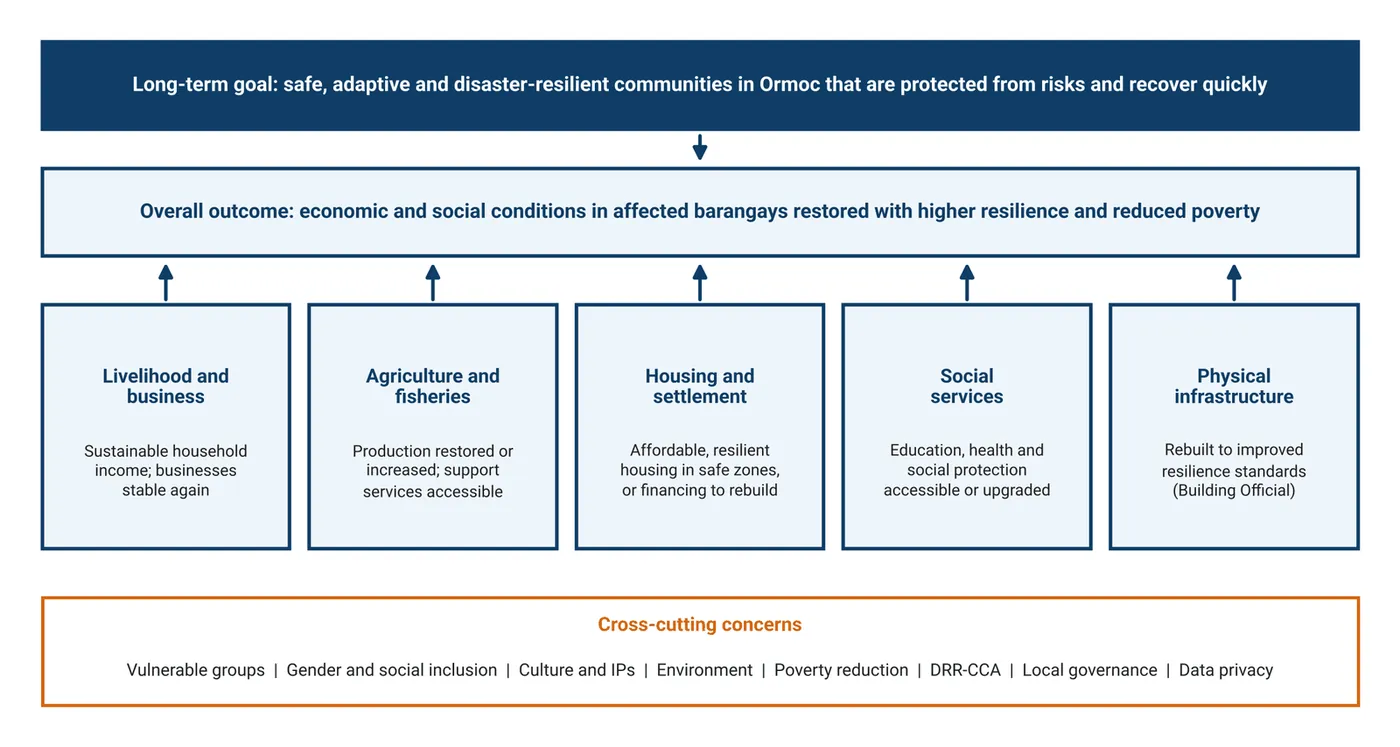 Long-term goal: safe, adaptive and disaster-resilient communities in Ormoc that are protected from risks and recover quickly
Overall outcome: economic and social conditions in affected barangays restored with higher resilience and reduced poverty
Livelihood and
business
Sustainable household
income; businesses
stable again
Agriculture and
fisheries
Production restored or
increased; support
services accessible
Housing and
settlement
Affordable, resilient
housing in safe zones,
or financing to rebuild
Social
services
Education, health and
social protection
accessible or upgraded
Physical
infrastructure
Rebuilt to improved
resilience standards
(Building Official)
Cross-cutting concerns
Vulnerable groups | Gender and social inclusion | Culture and IPs | Environment | Poverty reduction | DRR-CCA | Local governance | Data privacy